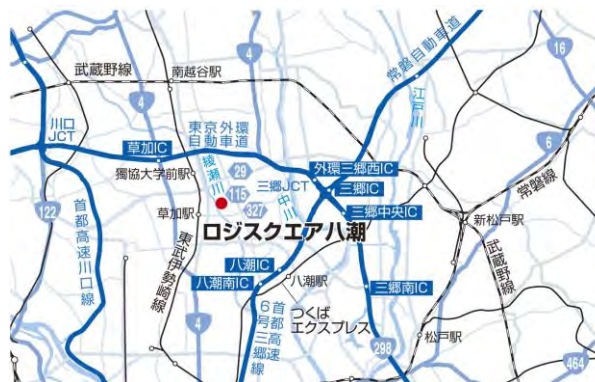 武蔵野線
南越谷駅
4
4
常磐自動車道
16
川口
JCT
東京外環
自動車道
江戸川
6
草加IC
獨協大学前駅
綾瀬川
29
外環三郷西IC
三郷JCT
三郷IC
常磐線
122
草加駅
115
327
中川
三郷中央IC
新松戸駅
ロジスクエア八潮
首都高速川口線
東武伊勢崎線
八潮IC
八潮南IC
八潮駅
三郷南IC
武蔵野線
首都高速
6号三郷線
つくば
エクスプレス
4
298
松戸駅
464